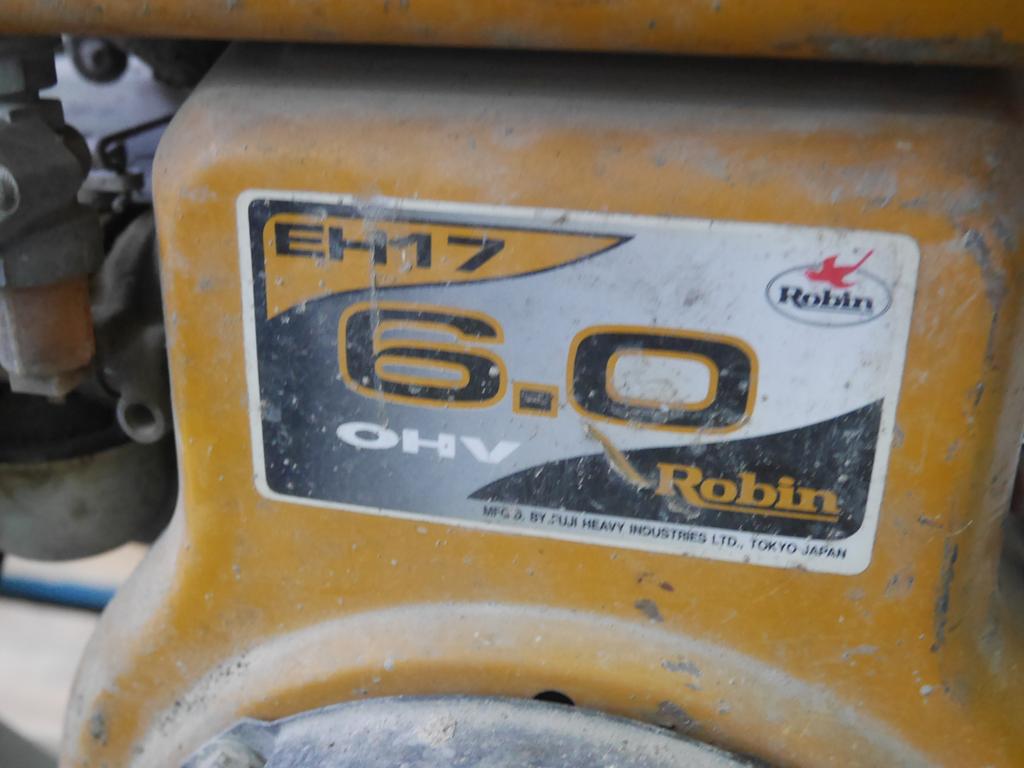 EH17
Robin
6.0
OHV
Robin
MFG'D. BY FUJI HEAVY INDUSTRIES LTD., TOKYO JAPAN